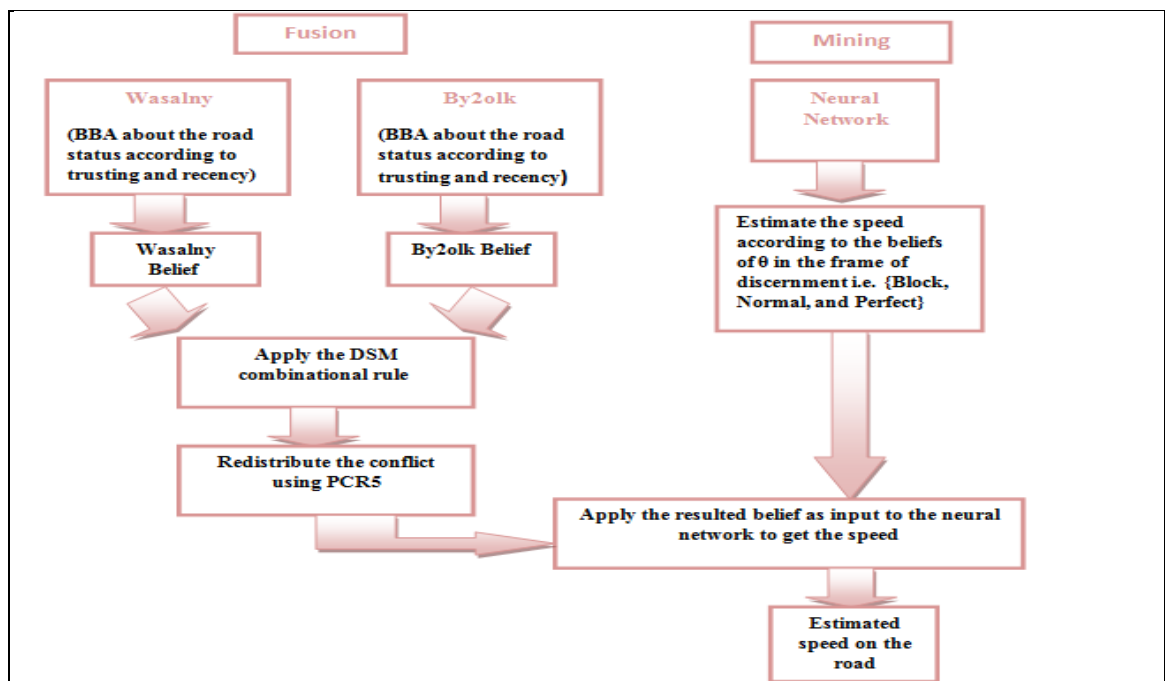 Fusion
Mining
Wasalny
(BBA about the road
status according to
trusting and recency)
By2olk
(BBA about the road
status according to
trusting and recency)
Neural
Network
Wasalny
Belief
By2olk Belief
Estimate the speed
according to the beliefs
of θ in the frame of
discernment i.e. {Block,
Normal, and Perfect}
Apply the DSM
combinational rule
Redistribute the conflict
using PCR5
Apply the resulted belief as input to the neural
network to get the speed
Estimated
speed on the
road